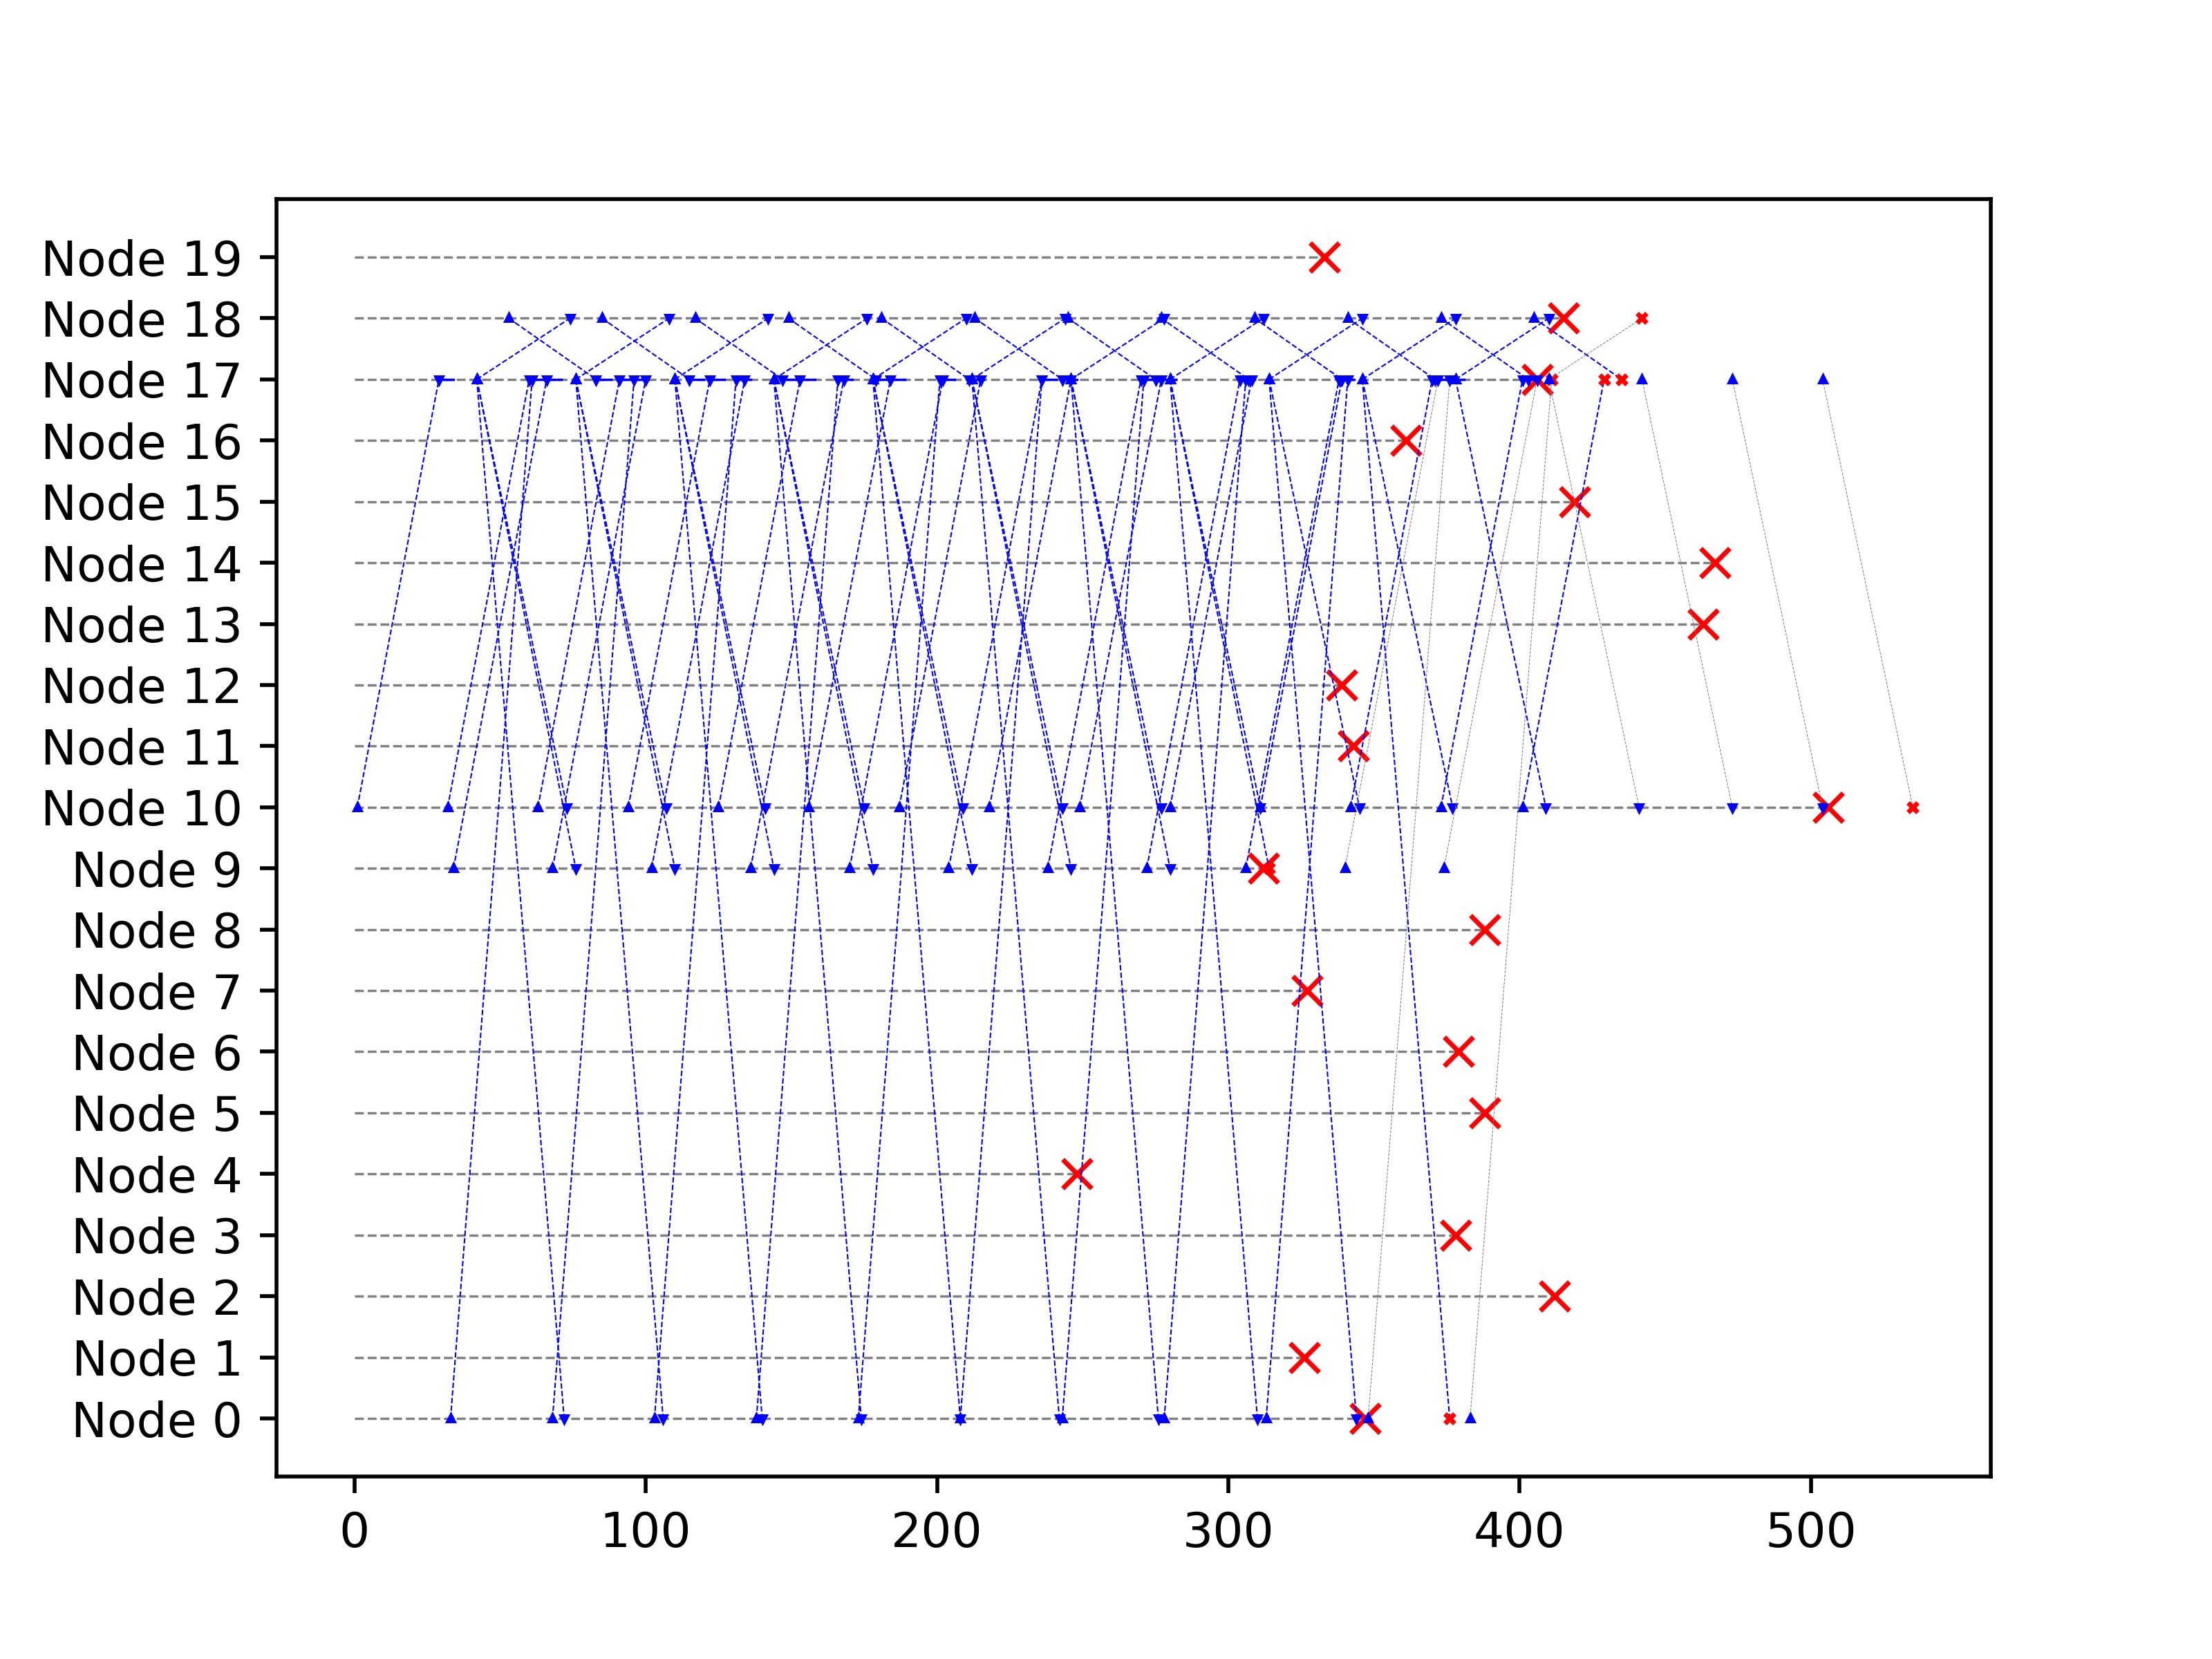 Node 19
Node 18
Node 17
Node 16
Node 15
Node 14
Node 13
Node 12
Node 11
Node 10
Node 9
Node 8
Node 7
Node 6
Node 5
Node 4
Node 3
Node 2
Node 1
Node 0
0 100 200 300 400 500